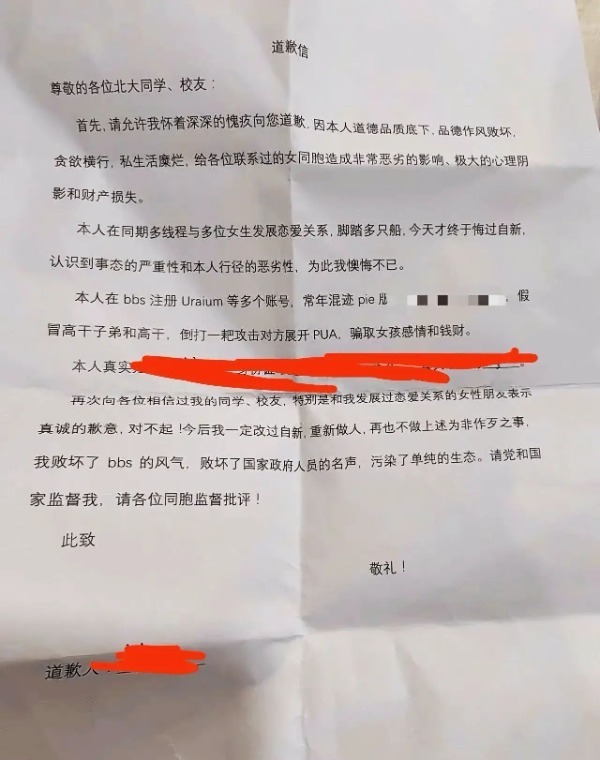 道歉信
尊敬的各位北大同学、校友：
首先,请允许我怀着深深的愧疚向您道歉,因本人道德品质底下,品德作风败坏,
贪欲横行,私生活糜烂,给各位联系过的女同胞造成非常恶劣的影响、极大的心理阴
影和财产损失。
本人在同期多线程与多位女生发展恋爱关系,脚踏多只船,今天才终于悔过自新,
认识到事态的严重性和本人行径的恶劣性，为此我懊悔不已。
本人在 bbs 注册 Uraium 等多个账号，常年混迹 pie 版 ，假
冒高干子弟和高干，倒打一耙攻击对方展开 PUA，骗取女孩感情和钱财。
本人真实
再次向各位相信过我的同学、校友，特别是和我发展过恋爱关系的女性朋友表示
真诚的歉意，对不起！今后我一定改过自新,重新做人,再也不做上述为非作歹之事，
我败坏了 bbs 的风气，败坏了国家政府人员的名声，污染了单纯的生态。请党和国
家监督我，请各位同胞监督批评！
此致
敬礼！
道歉人：